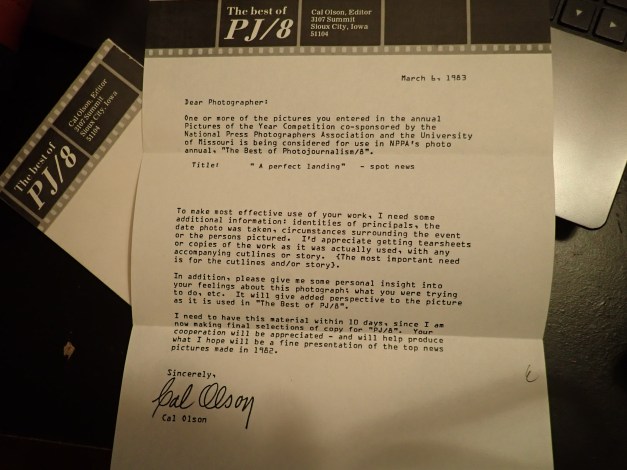 The best of
PJ/8
Cal Olson, Editor
3107 Summit
Sioux City, Iowa
51104
The best of
PJ/8
Cal Olson, Editor
3107 Summit
Sioux City, Iowa
51104
March 6, 1983
Dear Photographer:
One or more of the pictures you entered in the annual
Pictures of the Year Competition co-sponsored by the
National Press Photographers Association and the University
of Missouri is being considered for use in NPPA's photo
annual, "The Best of Photojournalism/8".
Title: " A perfect landing" - spot news
To make most effective use of your work, I need some
additional information: identities of principals, the
date photo was taken, circumstances surrounding the event
or the persons pictured. I'd appreciate getting tearsheets
or copies of the work as it was actually used, with any
accompanying cutlines or story. (The most important need
is for the cutlines and/or story).
In addition, please give me some personal insight into
your feelings about this photograph: what you were trying
to do, etc. It will give added perspective to the picture
as it is used in "The Best of PJ/8".
I need to have this material within 10 days, since I am
now making final selections of copy for "PJ/8". Your
cooperation will be appreciated - and will help produce
what I hope will be a fine presentation of the top news
pictures made in 1982.
Sincerely,
Cal Olson
Cal Olson